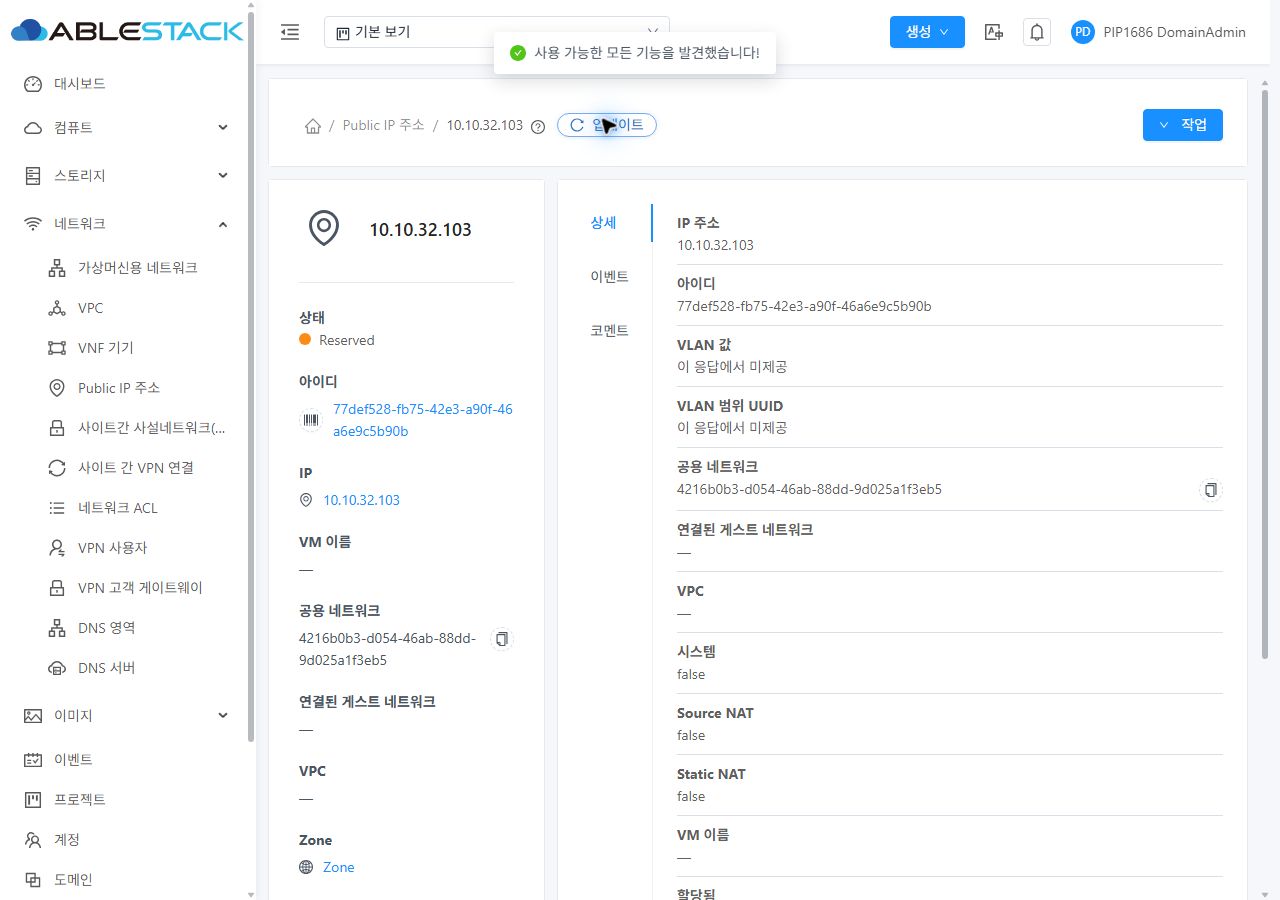 ABLESTACK
기본 보기
사용 가능한 모든 기능을 발견했습니다!
생성
PD
PIP1686 DomainAdmin
대시보드
컴퓨트
스토리지
네트워크
가상머신용 네트워크
VPC
VNF 기기
Public IP 주소
사이트간 사설네트워크(...
사이트 간 VPN 연결
네트워크 ACL
VPN 사용자
VPN 고객 게이트웨이
DNS 영역
DNS 서버
이미지
이벤트
프로젝트
계정
도메인
/ Public IP 주소 / 10.10.32.103
작업
10.10.32.103
상태
Reserved
아이디
77def528-fb75-42e3-a90f-46
a6e9c5b90b
IP
10.10.32.103
VM 이름
—
공용 네트워크
4216b0b3-d054-46ab-88dd-
9d025a1f3eb5
연결된 게스트 네트워크
—
VPC
—
Zone
Zone
상세
이벤트
코멘트
IP 주소
10.10.32.103
아이디
77def528-fb75-42e3-a90f-46a6e9c5b90b
VLAN 값
이 응답에서 미제공
VLAN 범위 UUID
이 응답에서 미제공
공용 네트워크
4216b0b3-d054-46ab-88dd-9d025a1f3eb5
연결된 게스트 네트워크
—
VPC
—
시스템
false
Source NAT
false
Static NAT
false
VM 이름
—
할당됨